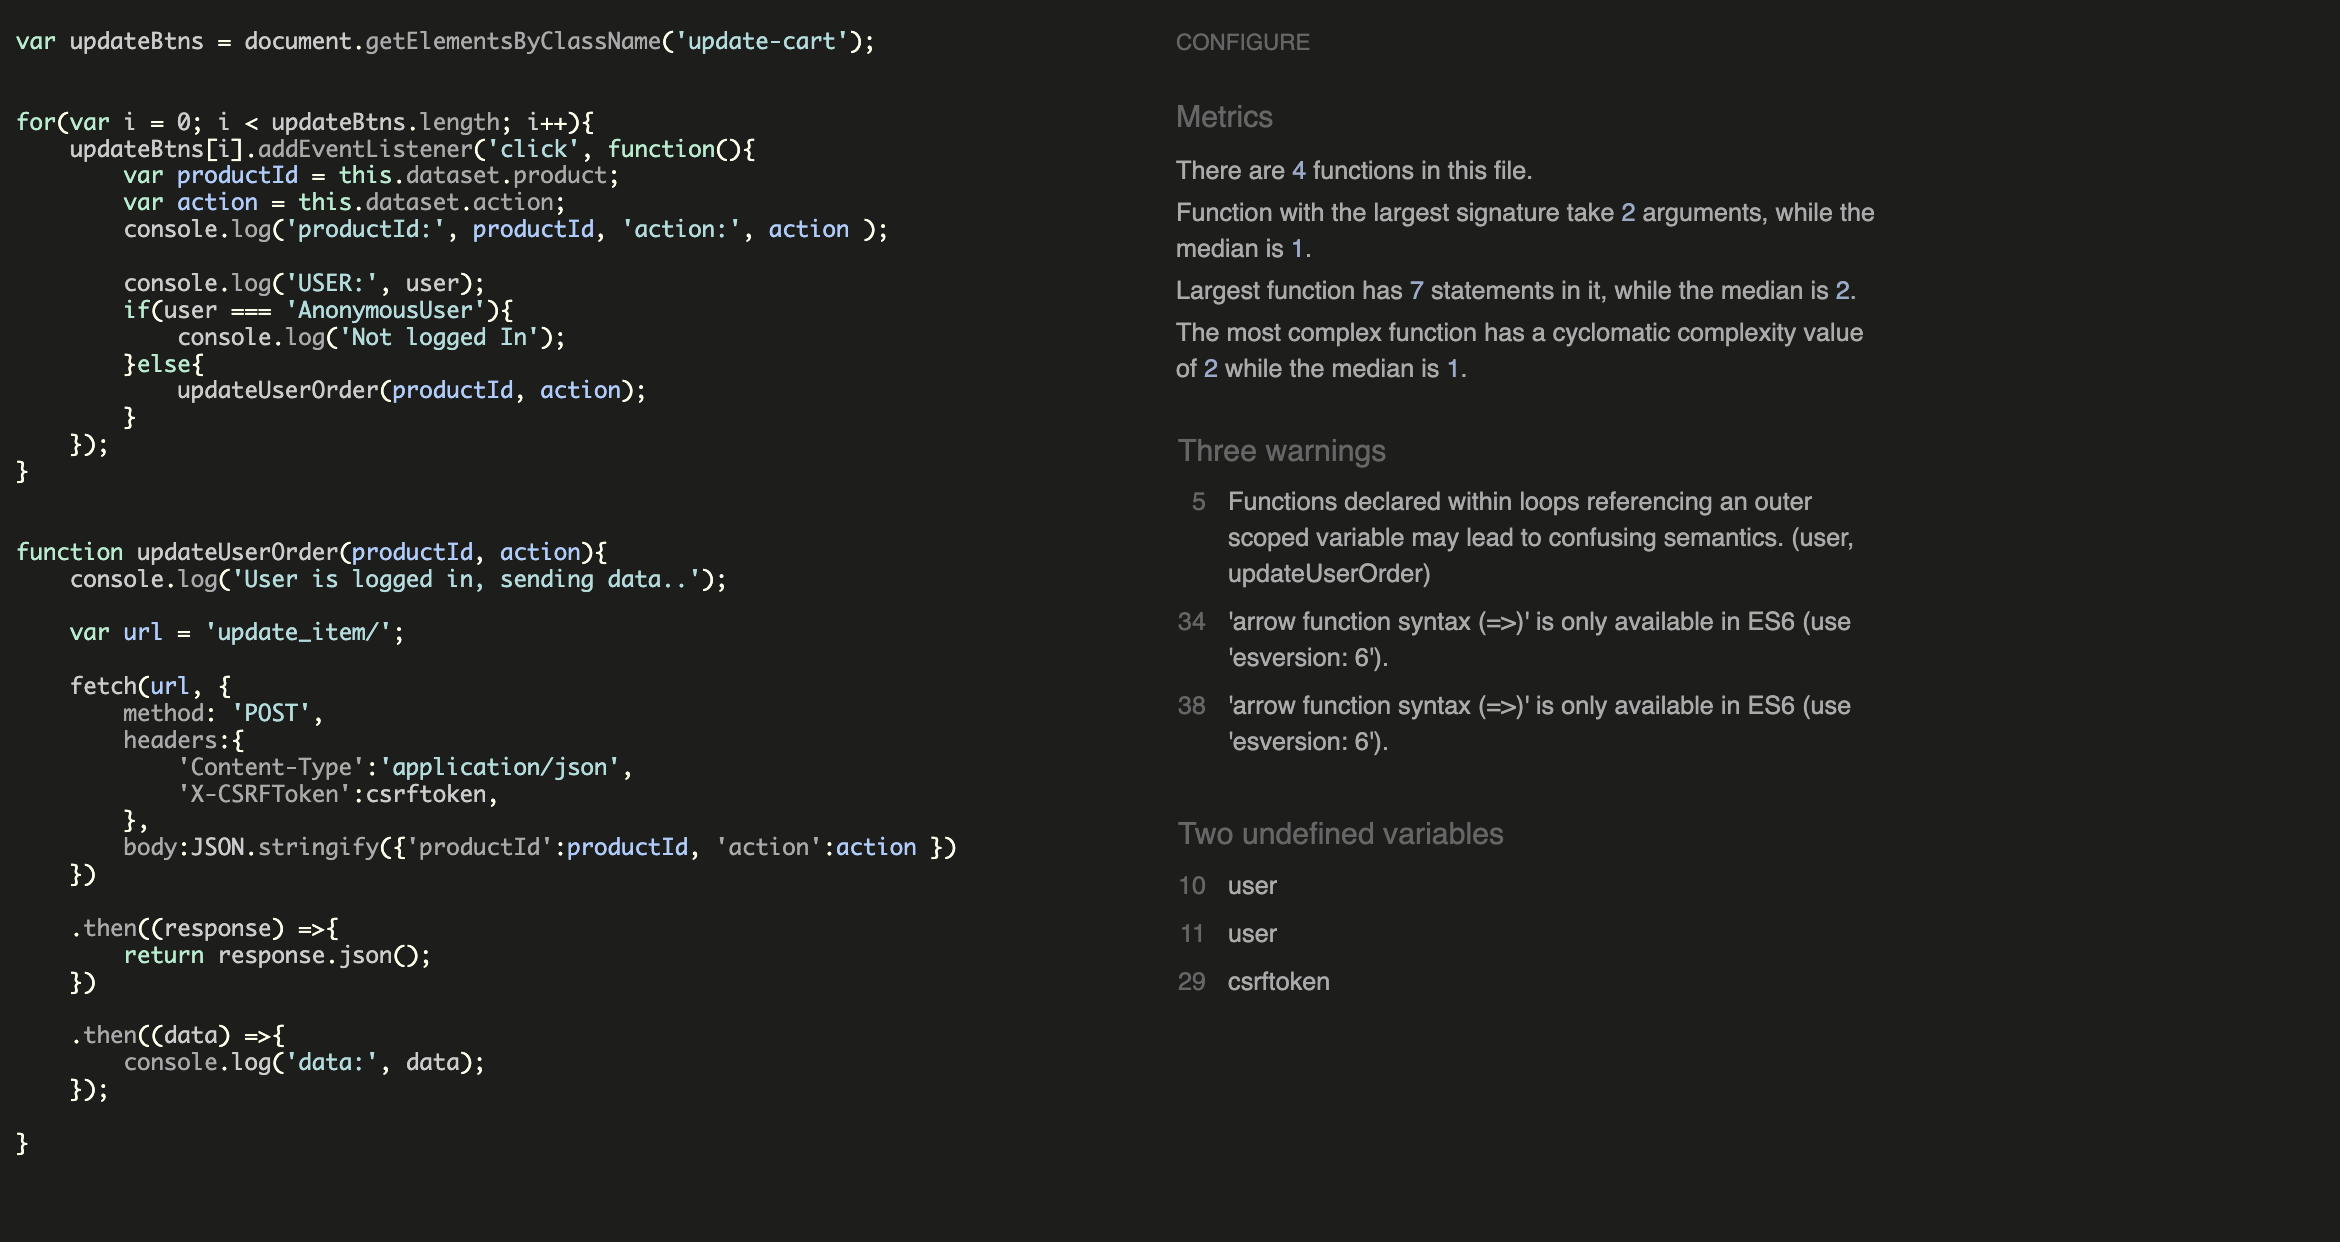 var updateBtns = document.getElementsByClassName('update-cart');
for(var i = 0; i < updateBtns.length; i++){
    updateBtns[i].addEventListener('click', function(){
        var productId = this.dataset.product;
        var action = this.dataset.action;
        console.log('productId:', productId, 'action:', action );
        console.log('USER:', user);
        if(user === 'AnonymousUser'){
            console.log('Not logged In');
        }else{
            updateUserOrder(productId, action);
        }
    });
}
function updateUserOrder(productId, action){
    console.log('User is logged in, sending data..');
    var url = 'update_item/';
    fetch(url, {
        method: 'POST',
        headers:{
            'Content-Type':'application/json',
            'X-CSRFToken':csrftoken,
        },
        body:JSON.stringify({'productId':productId, 'action':action })
    })
    .then((response) =>{
        return response.json();
    })
    .then((data) =>{
        console.log('data:', data);
    });
}
CONFIGURE
Metrics
There are 4 functions in this file.
Function with the largest signature take 2 arguments, while the
median is 1.
Largest function has 7 statements in it, while the median is 2.
The most complex function has a cyclomatic complexity value
of 2 while the median is 1.
Three warnings
5 Functions declared within loops referencing an outer
scoped variable may lead to confusing semantics. (user,
updateUserOrder)
34 'arrow function syntax (=>)' is only available in ES6 (use
'esversion: 6').
38 'arrow function syntax (=>)' is only available in ES6 (use
'esversion: 6').
Two undefined variables
10 user
11 user
29 csrftoken